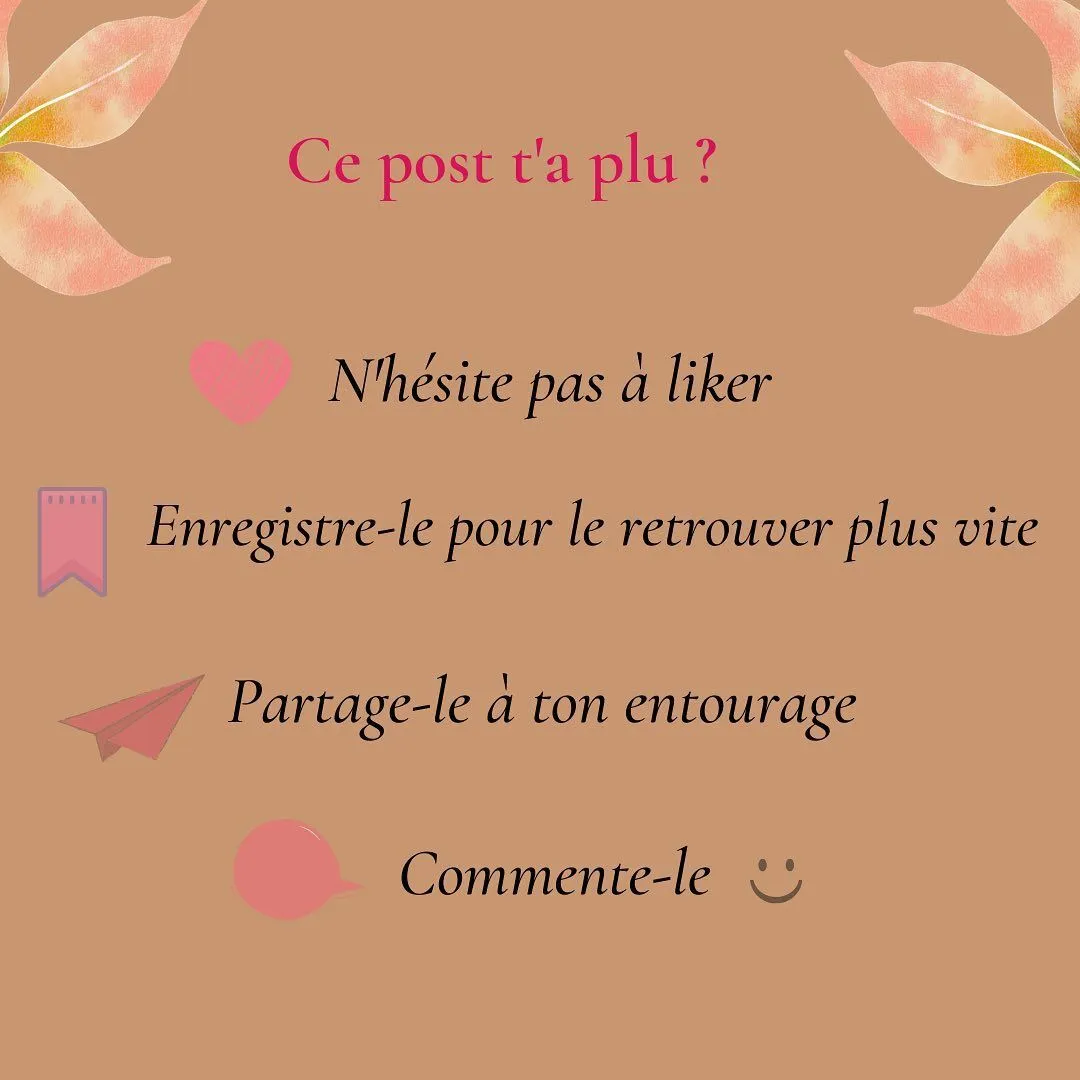 Ce post t'a plu ?
N'hésite pas à liker
Enregistre-le pour le retrouver plus vite
Partage-le à ton entourage
Commente-le